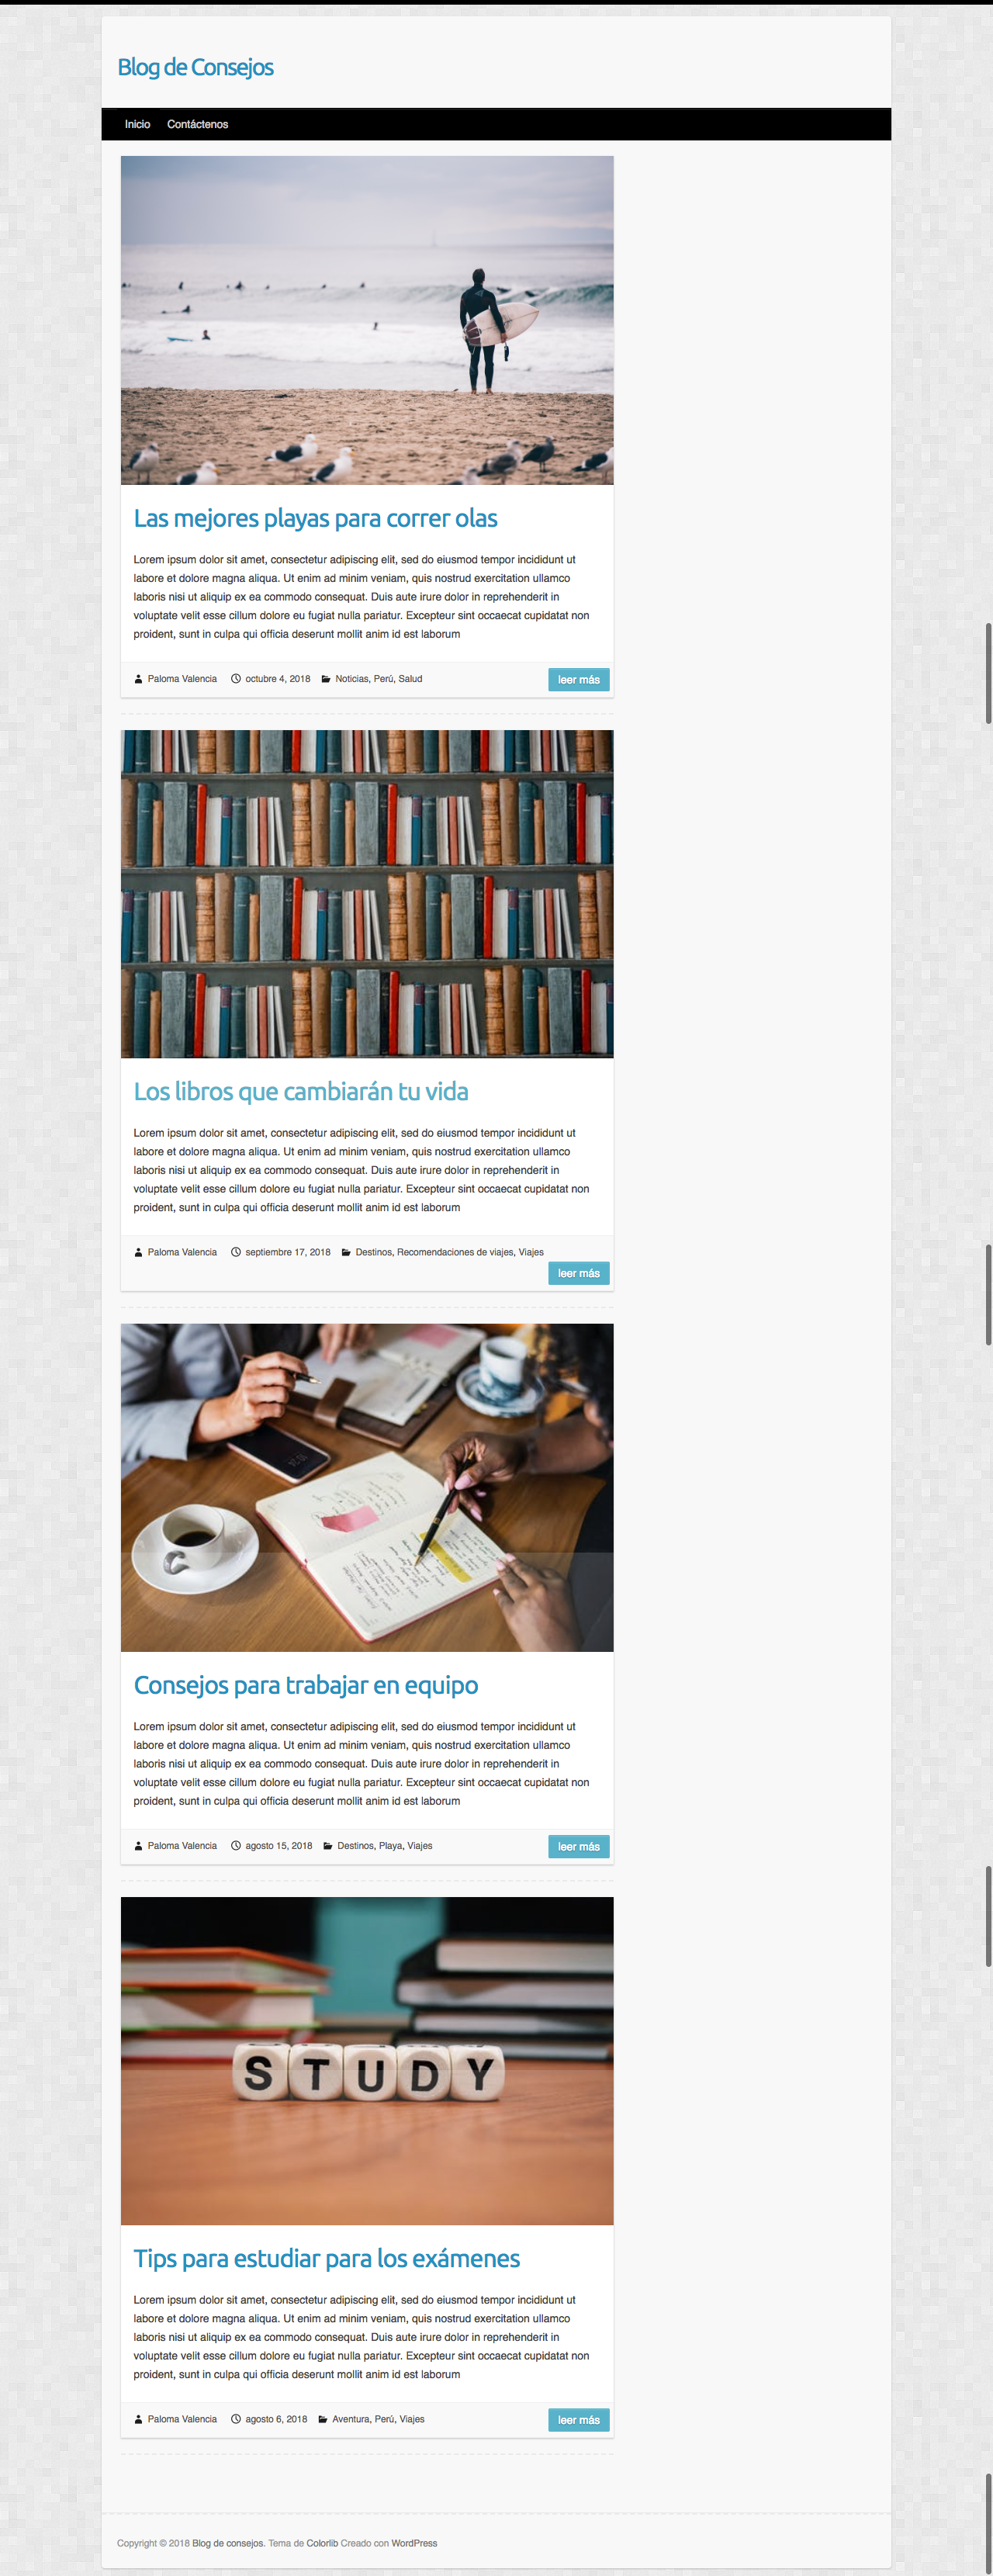 Blog de Consejos
Inicio Contáctenos
Las mejores playas para correr olas
Lorem ipsum dolor sit amet, consectetur adipiscing elit, sed do eiusmod tempor incididunt ut
labore et dolore magna aliqua. Ut enim ad minim veniam, quis nostrud exercitation ullamco
laboris nisi ut aliquip ex ea commodo consequat. Duis aute irure dolor in reprehenderit in
voluptate velit esse cillum dolore eu fugiat nulla pariatur. Excepteur sint occaecat cupidatat non
proident, sunt in culpa qui officia deserunt mollit anim id est laborum
Paloma Valencia octubre 4, 2018 Noticias, Perú, Salud leer más
Los libros que cambiarán tu vida
Lorem ipsum dolor sit amet, consectetur adipiscing elit, sed do eiusmod tempor incididunt ut
labore et dolore magna aliqua. Ut enim ad minim veniam, quis nostrud exercitation ullamco
laboris nisi ut aliquip ex ea commodo consequat. Duis aute irure dolor in reprehenderit in
voluptate velit esse cillum dolore eu fugiat nulla pariatur. Excepteur sint occaecat cupidatat non
proident, sunt in culpa qui officia deserunt mollit anim id est laborum
Paloma Valencia septiembre 17, 2018 Destinos, Recomendaciones de viajes, Viajes
leer más
Consejos para trabajar en equipo
Lorem ipsum dolor sit amet, consectetur adipiscing elit, sed do eiusmod tempor incididunt ut
labore et dolore magna aliqua. Ut enim ad minim veniam, quis nostrud exercitation ullamco
laboris nisi ut aliquip ex ea commodo consequat. Duis aute irure dolor in reprehenderit in
voluptate velit esse cillum dolore eu fugiat nulla pariatur. Excepteur sint occaecat cupidatat non
proident, sunt in culpa qui officia deserunt mollit anim id est laborum
Paloma Valencia agosto 15, 2018 Destinos, Playa, Viajes leer más
STUDY
Tips para estudiar para los exámenes
Lorem ipsum dolor sit amet, consectetur adipiscing elit, sed do eiusmod tempor incididunt ut
labore et dolore magna aliqua. Ut enim ad minim veniam, quis nostrud exercitation ullamco
laboris nisi ut aliquip ex ea commodo consequat. Duis aute irure dolor in reprehenderit in
voluptate velit esse cillum dolore eu fugiat nulla pariatur. Excepteur sint occaecat cupidatat non
proident, sunt in culpa qui officia deserunt mollit anim id est laborum
Paloma Valencia agosto 6, 2018 Aventura, Perú, Viajes leer más
Copyright © 2018 Blog de consejos. Tema de Colorlib Creado con WordPress